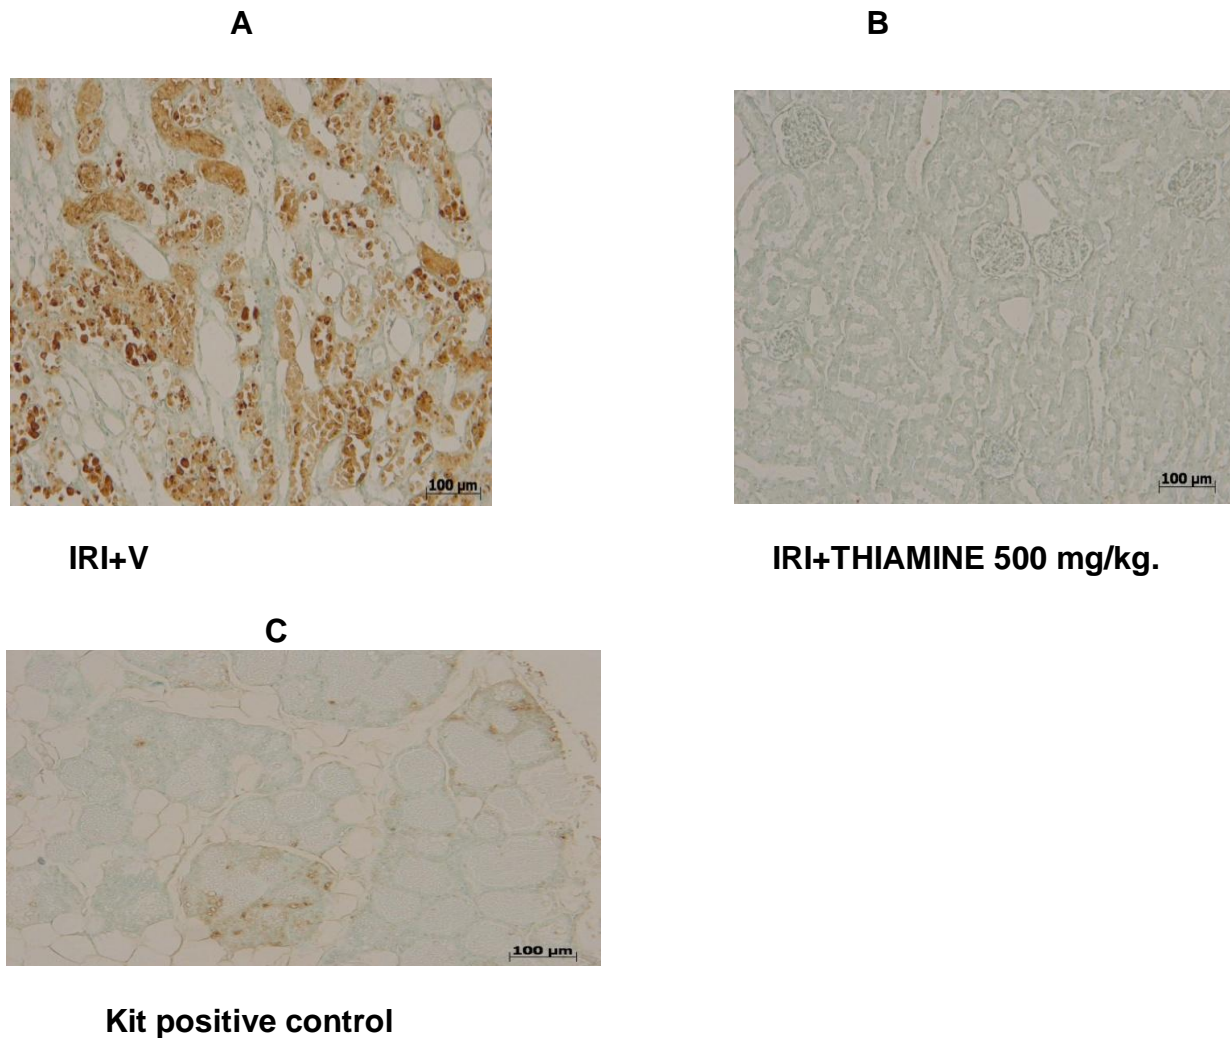 A
B
100 µm
100 µm
IRI+V
IRI+THIAMINE 500 mg/kg.
C
100 µm
Kit positive control